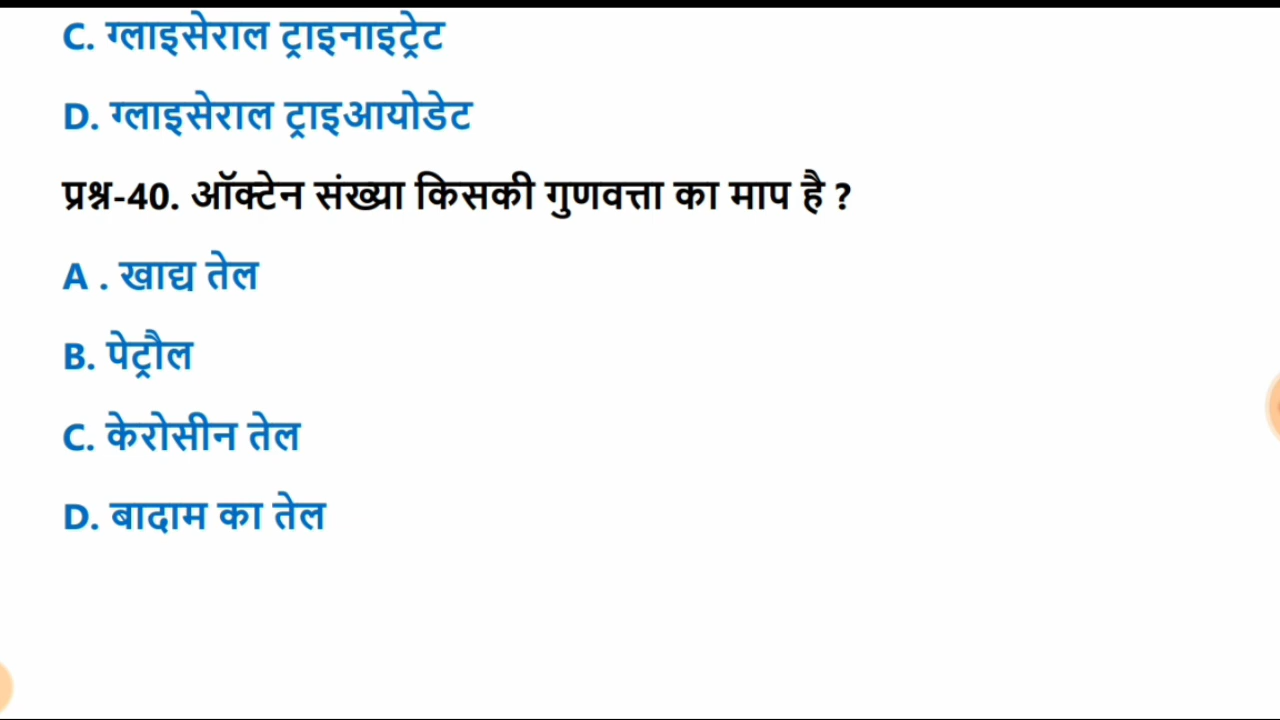 C. ग्लाइसेराल ट्राइनाइट्रेट
D. ग्लाइसेराल ट्राइआयोडेट
प्रश्न-40. ऑक्टेन संख्या किसकी गुणवत्ता का माप है ?
A . खाद्य तेल
B. पेट्रौल
C. केरोसीन तेल
D. बादाम का तेल